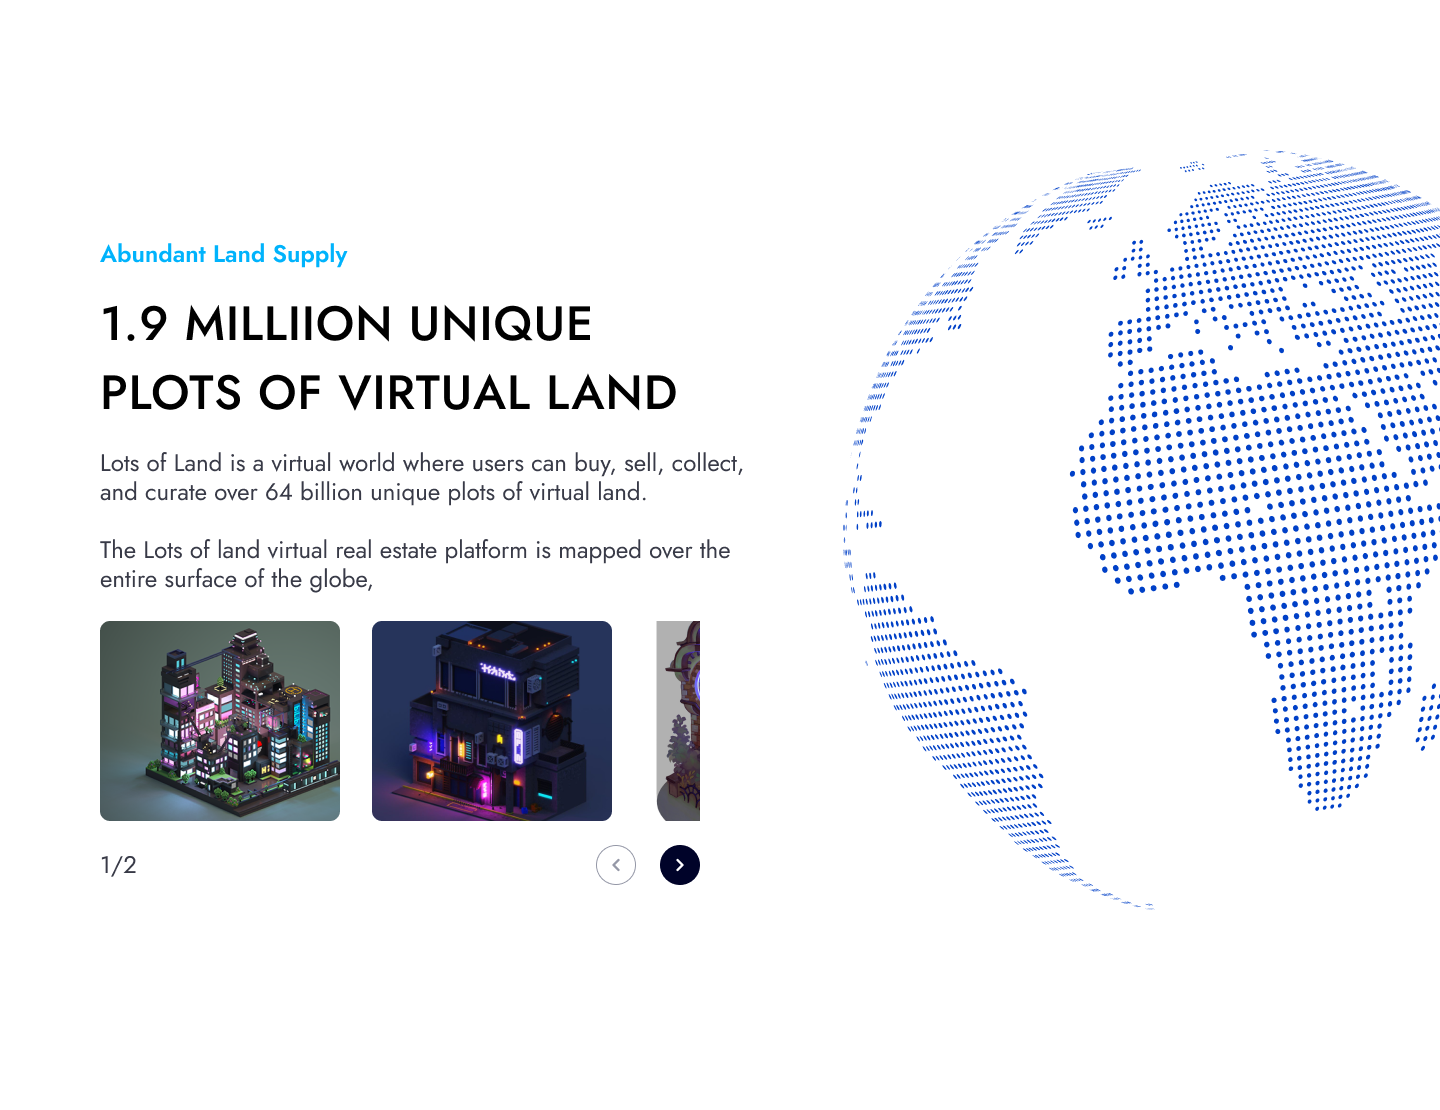 Abundant Land Supply
1.9 MILLIION UNIQUE
PLOTS OF VIRTUAL LAND
Lots of Land is a virtual world where users can buy, sell, collect,
and curate over 64 billion unique plots of virtual land.
The Lots of land virtual real estate platform is mapped over the
entire surface of the globe,
1/2